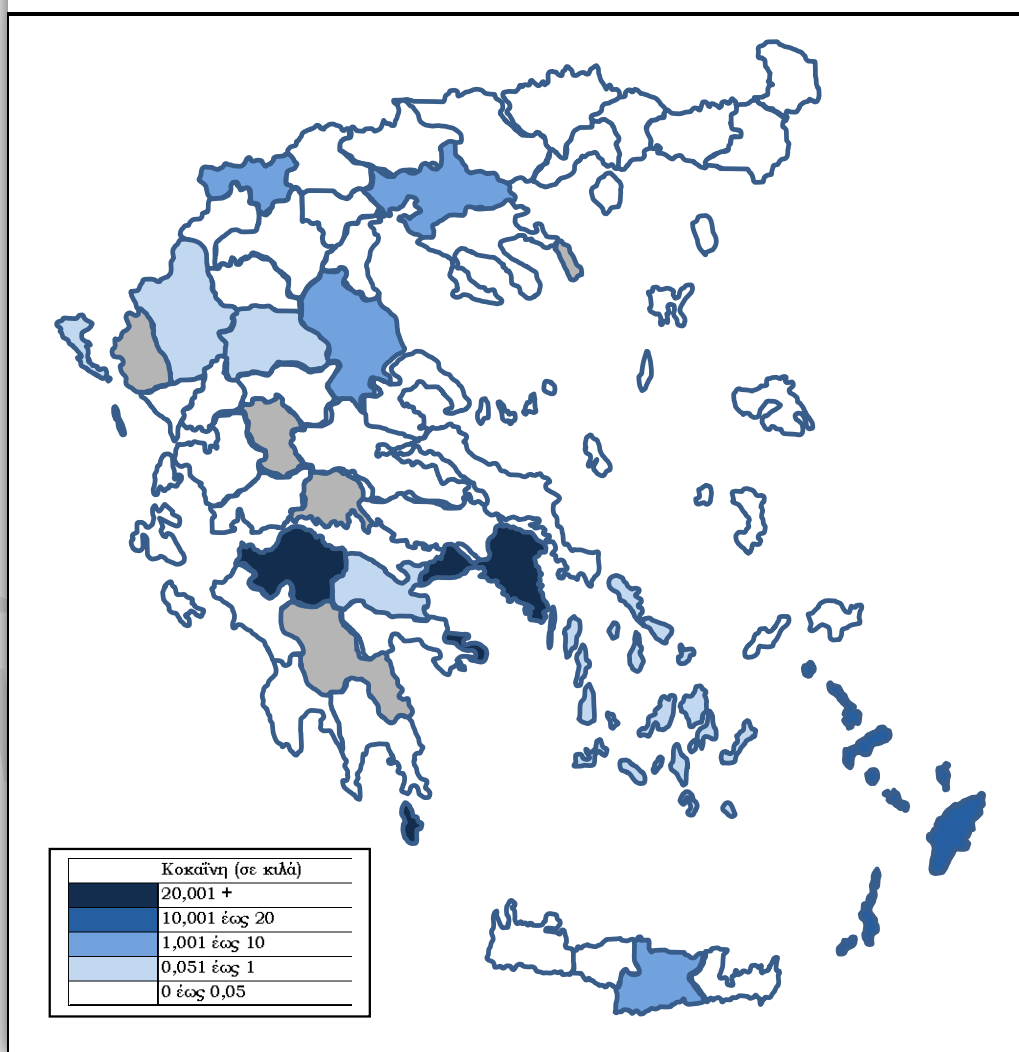 Κοκαΐνη (σε κιλά)
20,001 +
10,001 έως 20
1,001 έως 10
0,051 έως 1
0 έως 0,05